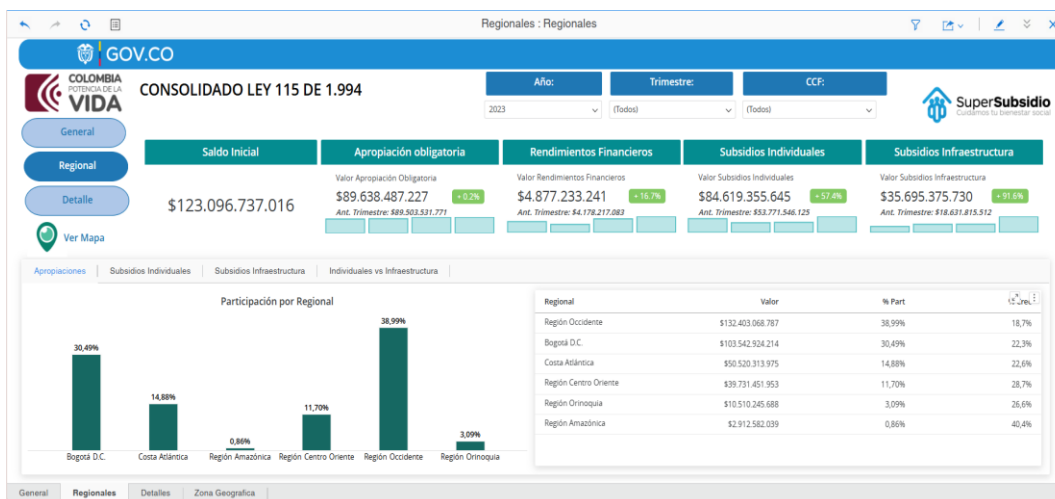 Regionales : Regionales
GOV.CO
COLOMBIA
POTENCIA DE LA
VIDA
CONSOLIDADO LEY 115 DE 1.994
Año: Trimestre: CCF:
2023 (Todos) (Todos)
SuperSubsidio
Cuidamos tu bienestar social
General
Regional
Detalle
Ver Mapa
Saldo Inicial
$123.096.737.016
Apropiación obligatoria
Valor Apropiación Obligatoria
$89.638.487.227 + 0.2%
Ant. Trimestre: $89.503.531.771
Rendimientos Financieros
Valor Rendimientos Financieros
$4.877.233.241 + 16.7%
Ant. Trimestre: $4.178.217.083
Subsidios Individuales
Valor Subsidios Individuales
$84.619.355.645 + 57.4%
Ant. Trimestre: $53.771.546.125
Subsidios Infraestructura
Valor Subsidios Infraestructura
$35.695.375.730 + 91.6%
Ant. Trimestre: $18.631.815.512
Apropiaciones Subsidios Individuales Subsidios Infraestructura Individuales vs Infraestructura
Participación por Regional
38,99%
30,49%
14,88%
11,70%
0,86%
3,09%
Bogotá D.C. Costa Atlántica Región Amazónica Región Centro Oriente Región Occidente Región Orinoquia
Regional Valor % Part
Región Occidente $132.403.068.787 38,99% 18,7%
Bogotá D.C. $103.542.924.214 30,49% 22,3%
Costa Atlántica $50.520.313.975 14,88% 22,6%
Región Centro Oriente $39.731.451.953 11,70% 28,7%
Región Orinoquia $10.510.245.688 3,09% 26,6%
Región Amazónica $2.912.582.039 0,86% 40,4%
General Regionales Detalles Zona Geografica